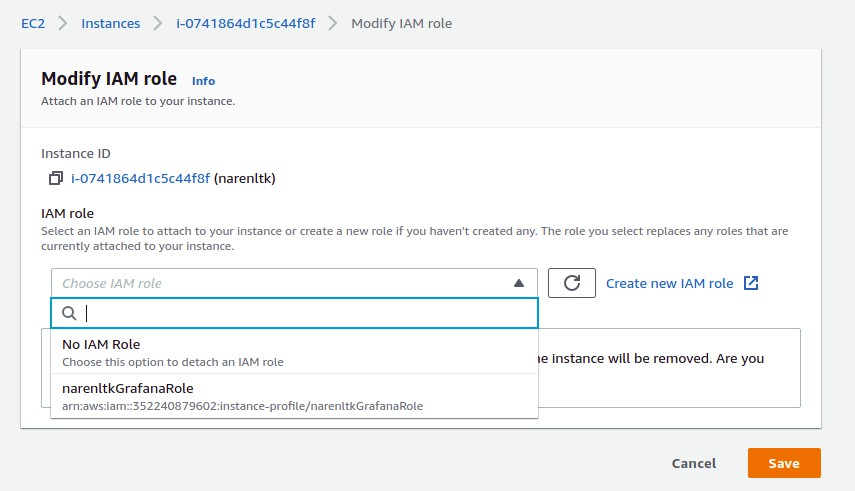 EC2 Instances i-0741864d1c5c44f8f Modify IAM role
Modify IAM role Info
Attach an IAM role to your instance.
Instance ID
i-0741864d1c5c44f8f (narenltk)
IAM role
Select an IAM role to attach to your instance or create a new role if you haven't created any. The role you select replaces any roles that are
currently attached to your instance.
Choose IAM role Create new IAM role
No IAM Role
Choose this option to detach an IAM role
e instance will be removed. Are you
narenltkGrafanaRole
arn:aws:iam::352240879602:instance-profile/narenltkGrafanaRole
Cancel Save